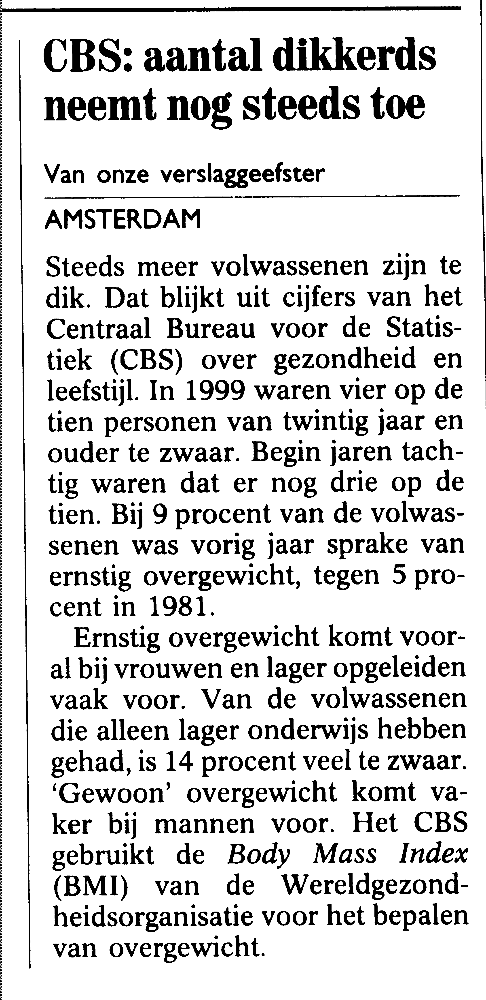 CBS: aantal dikkerds
neemt nog steeds toe
Van onze verslaggeefster
AMSTERDAM
Steeds meer volwassenen zijn te
dik. Dat blijkt uit cijfers van het
Centraal Bureau voor de Statis-
tiek (CBS) over gezondheid en
leefstijl. In 1999 waren vier op de
tien personen van twintig jaar en
ouder te zwaar. Begin jaren tach-
tig waren dat er nog drie op de
tien. Bij 9 procent van de volwas-
senen was vorig jaar sprake van
ernstig overgewicht, tegen 5 pro-
cent in 1981.
Ernstig overgewicht komt voor-
al bij vrouwen en lager opgeleiden
vaak voor. Van de volwassenen
die alleen lager onderwijs hebben
gehad, is 14 procent veel te zwaar.
‘Gewoon’ overgewicht komt va-
ker bij mannen voor. Het CBS
gebruikt de Body Mass Index
(BMI) van de Wereldgezond-
heidsorganisatie voor het bepalen
van overgewicht.